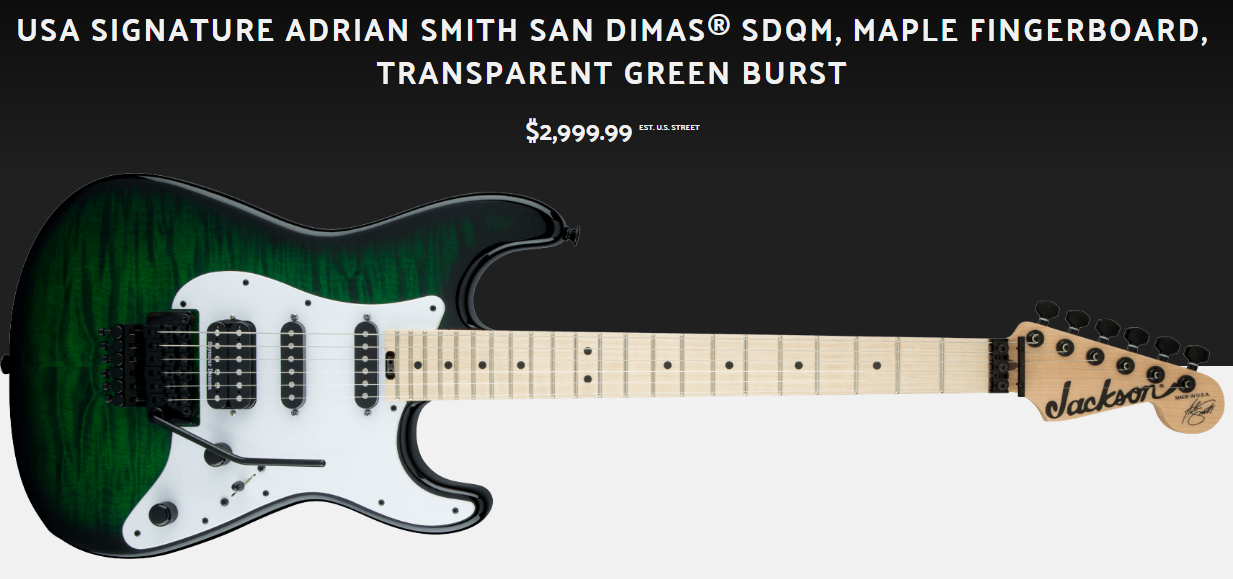 USA SIGNATURE ADRIAN SMITH SAN DIMAS® SDQM, MAPLE FINGERBOARD,
TRANSPARENT GREEN BURST
$2,999.99 EST. U.S. STREET
Jackson®
MADE IN U.S.A.